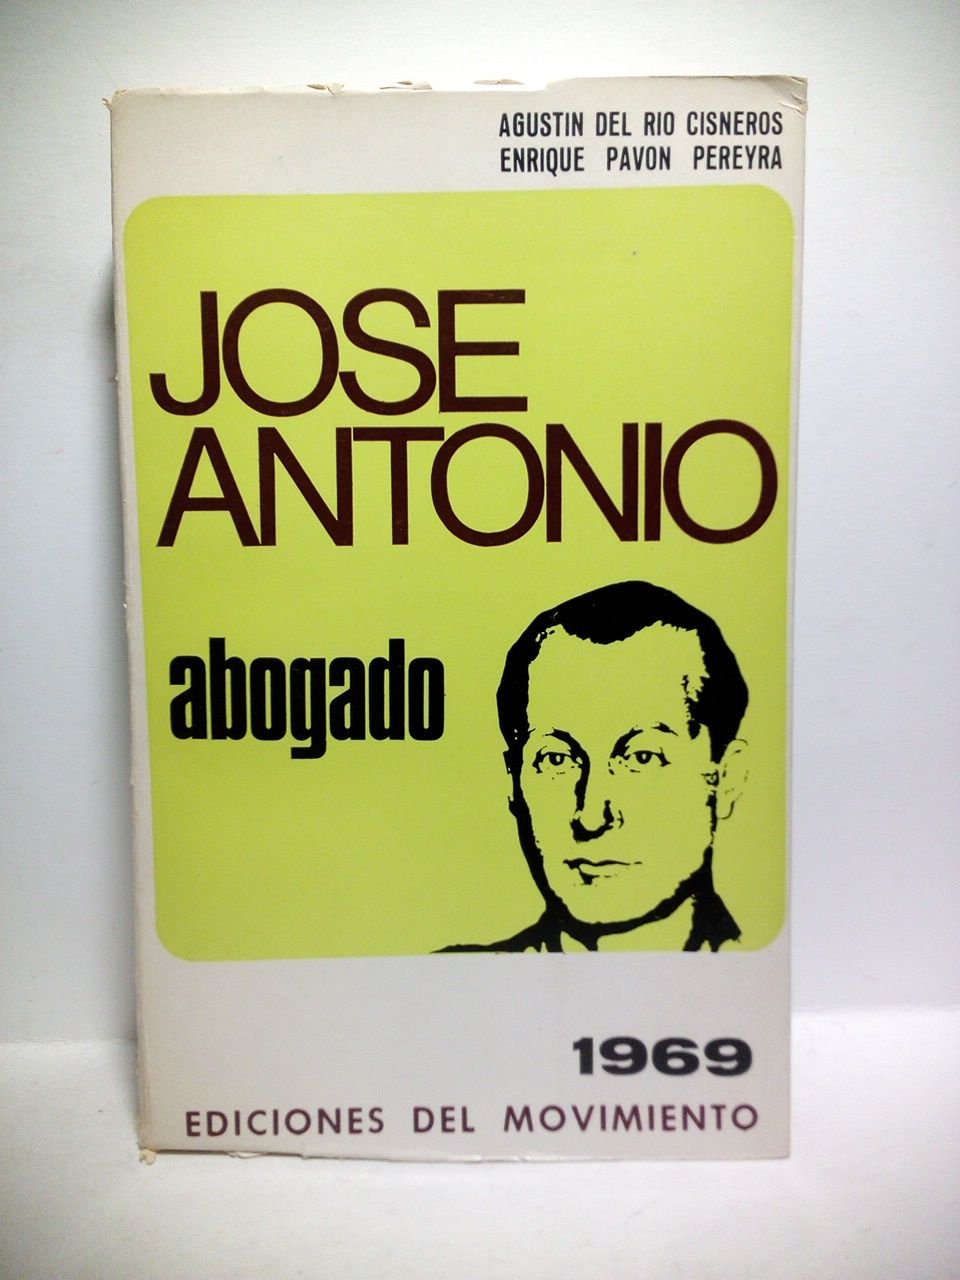 AGUSTIN DEL RIO CISNEROS
ENRIQUE PAVON PEREYRA
JOSE
ANTONIO
abogado
1969
EDICIONES DEL MOVIMIENTO